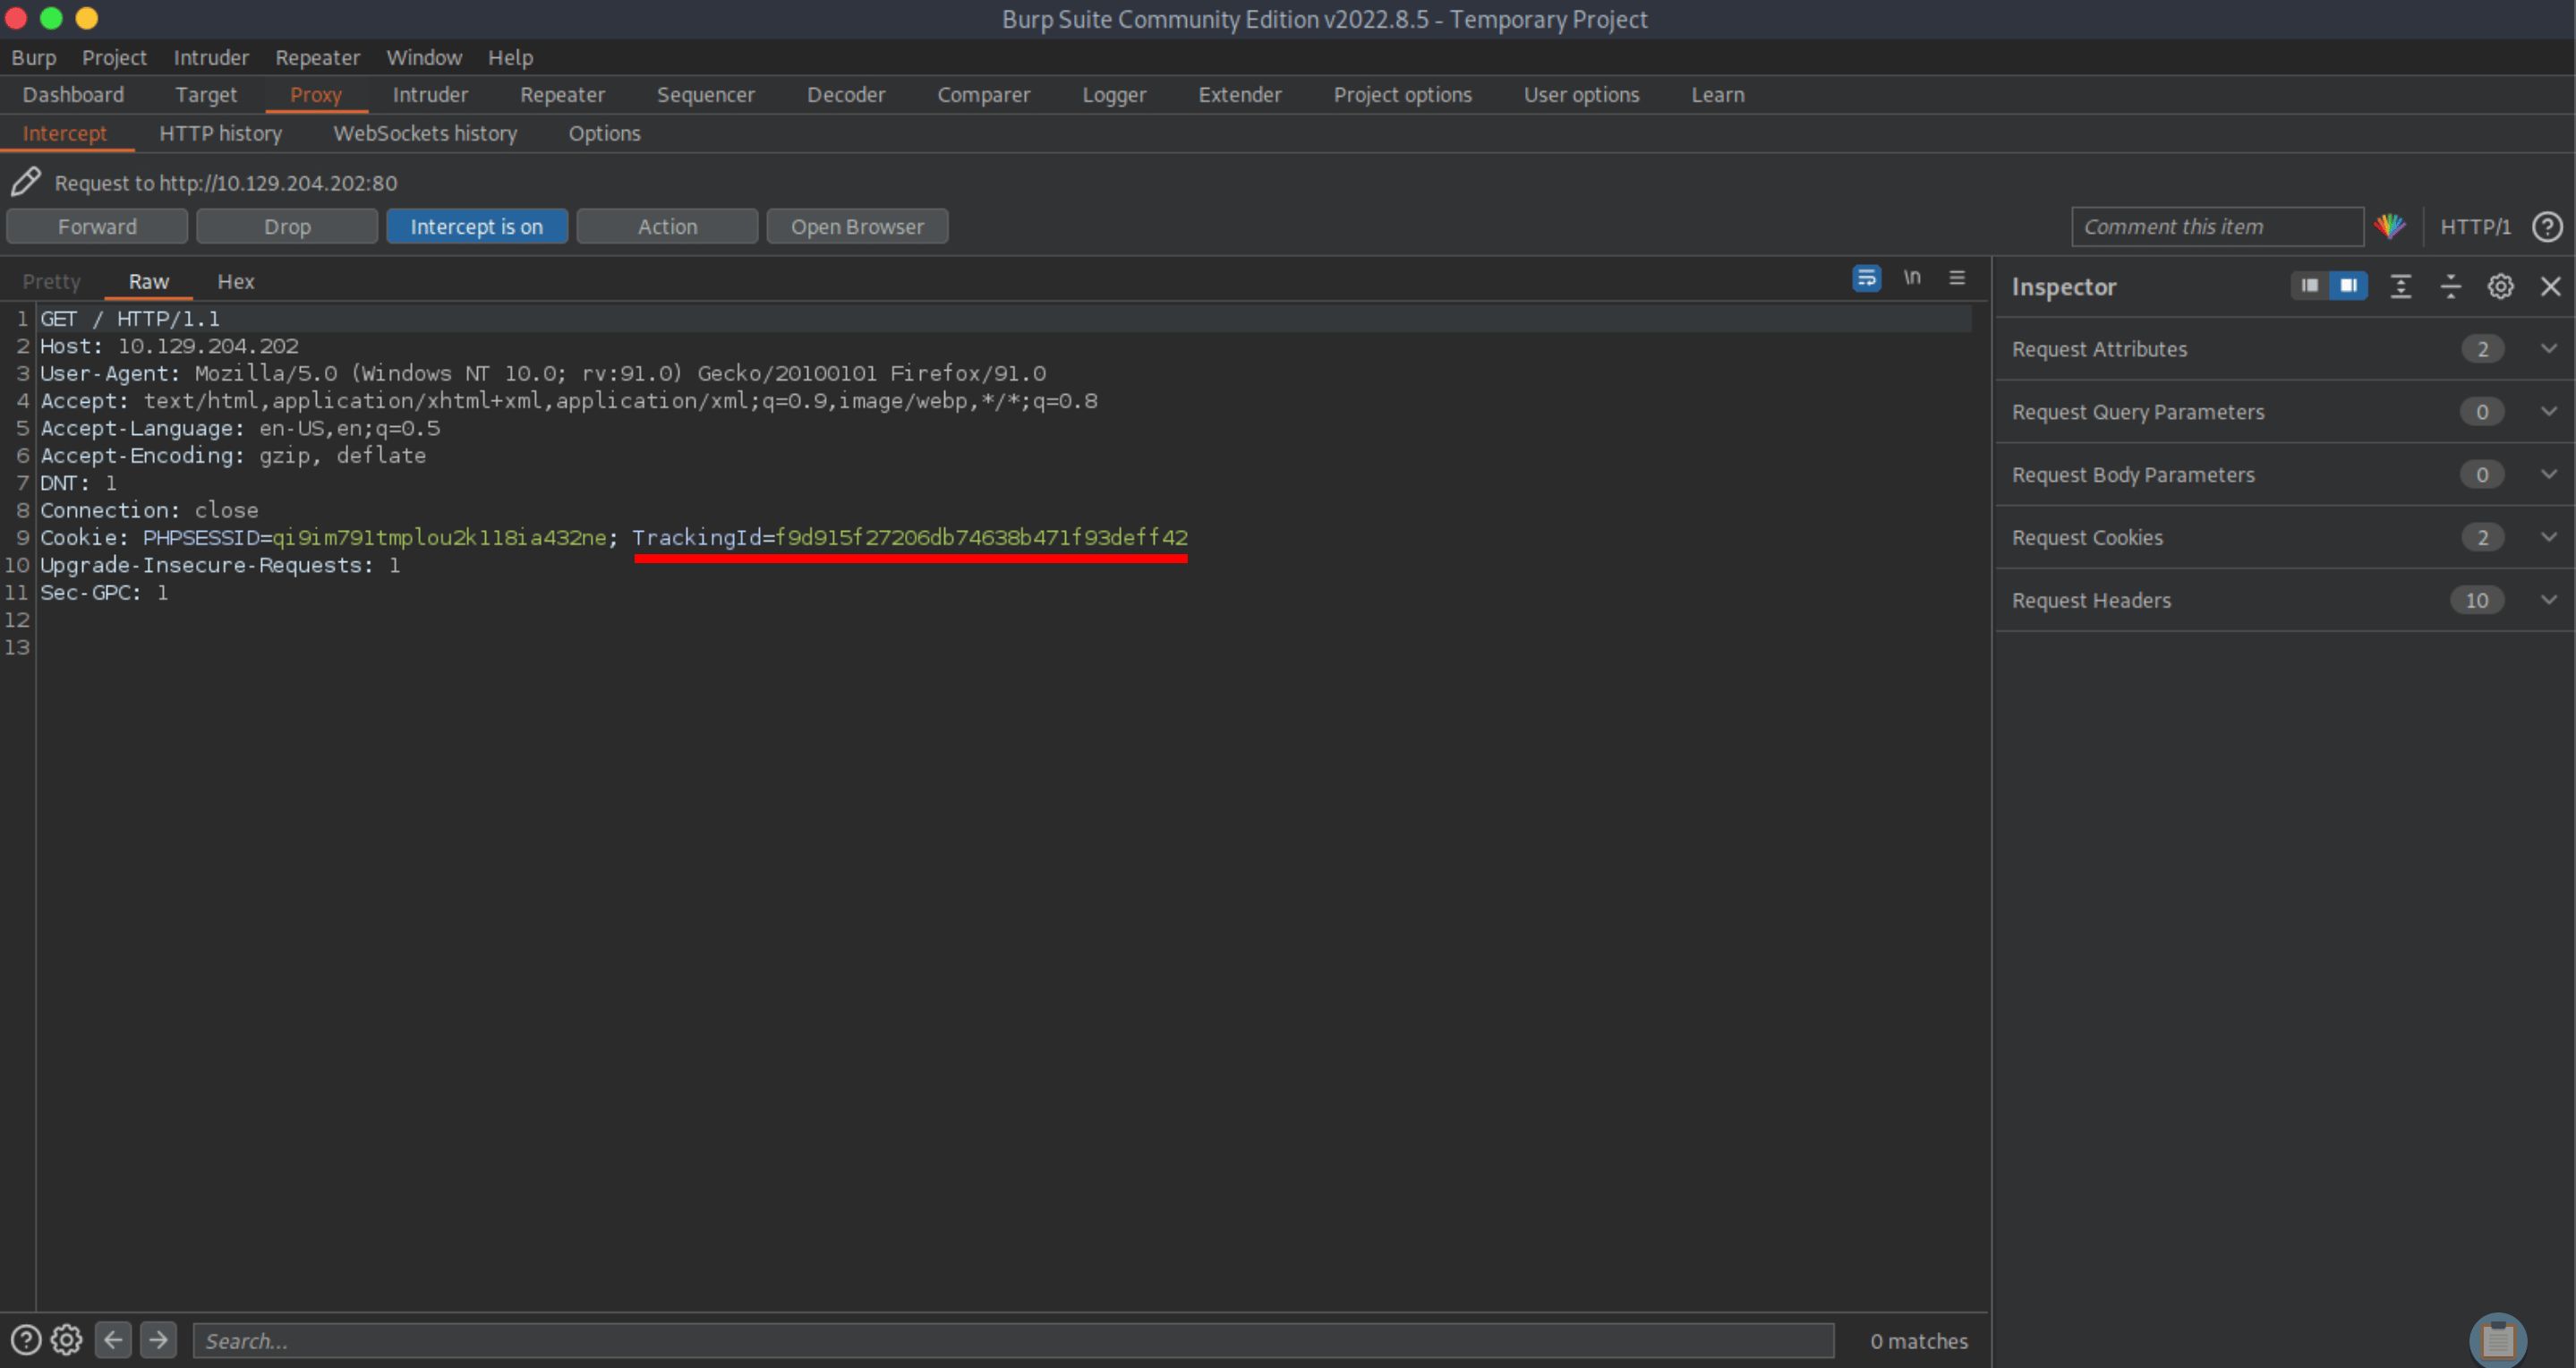 Burp Suite Community Edition v2022.8.5 - Temporary Project
Burp Project Intruder Repeater Window Help
Dashboard Target Proxy Intruder Repeater Sequencer Decoder Comparer Logger Extender Project options User options Learn
Intercept HTTP history WebSockets history Options
Request to http://10.129.204.202:80
Forward Drop Intercept is on Action Open Browser Comment this item HTTP/1 ?
Pretty Raw Hex \n
1 GET / HTTP/1.1
2 Host: 10.129.204.202
3 User-Agent: Mozilla/5.0 (Windows NT 10.0; rv:91.0) Gecko/20100101 Firefox/91.0
4 Accept: text/html,application/xhtml+xml,application/xml;q=0.9,image/webp,*/*;q=0.8
5 Accept-Language: en-US,en;q=0.5
6 Accept-Encoding: gzip, deflate
7 DNT: 1
8 Connection: close
9 Cookie: PHPSESSID=qi9im79ltmplou2k118ia432ne; TrackingId=f9d915f27206db74638b471f93deff42
10 Upgrade-Insecure-Requests: 1
11 Sec-GPC: 1
12
13
Inspector
Request Attributes 2
Request Query Parameters 0
Request Body Parameters 0
Request Cookies 2
Request Headers 10
? Search... 0 matches